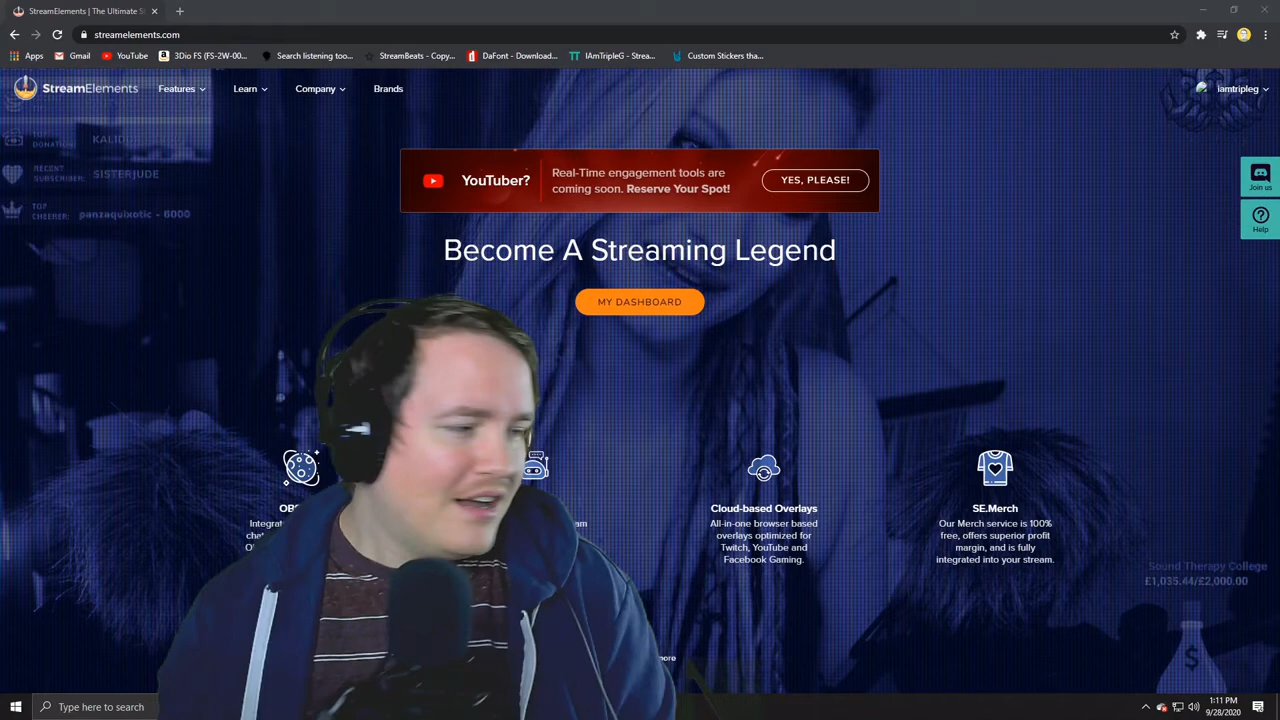 StreamElements | The Ultimate S
streamelements.com
Apps
Gmail
YouTube
3Dio FS (FS-2W-00...
Search listening too...
StreamBeats - Copy...
DaFont - Download...
IAmTripleG - Strea...
Custom Stickers tha...
StreamElements
Features
Learn
Company
Brands
iamtripleg
DONATION:
RECENT
SUBSCRIBER:
SISTERJUDE
TOP
CHEERER:
panzaquixotic - 6000
YouTuber?
Real-Time engagement tools are
coming soon. Reserve Your Spot!
YES, PLEASE!
Join us
Help
Become A Streaming Legend
MY DASHBOARD
Cloud-based Overlays
All-in-one browser based
overlays optimized for
Twitch, YouTube and
Facebook Gaming.
SE.Merch
Our Merch service is 100%
free, offers superior profit
margin, and is fully
integrated into your stream.
Sound Therapy College
£1,035.44/£2,000.00
$
Type here to search
1:11 PM
9/28/2020